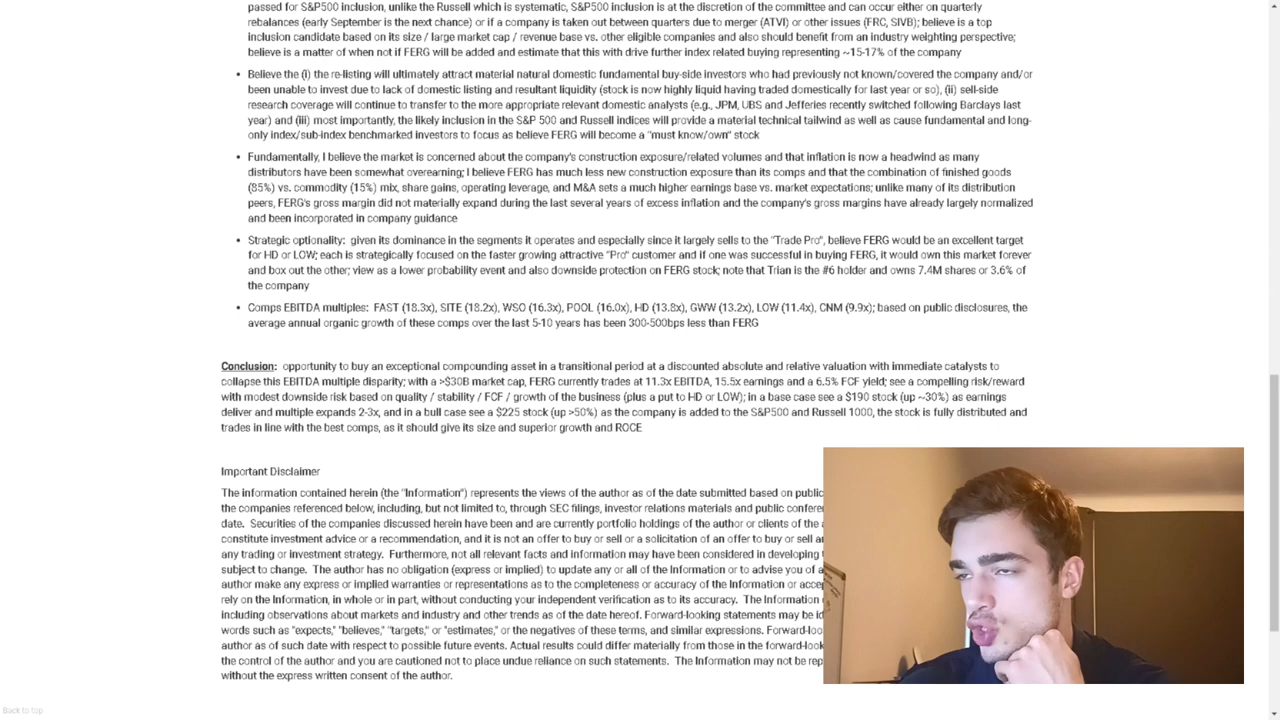 passed for S&P500 inclusion, unlike the Russell which is systematic, S&P500 inclusion is at the discretion of the committee and can occur either on quarterly
rebalances (early September is the next chance) or if a company is taken out between quarters due to merger (ATVI) or other issues (FRC, SIVB); believe is a top
inclusion candidate based on its size / large market cap / revenue base vs. other eligible companies and also should benefit from an industry weighting perspective;
believe is a matter of when not if FERG will be added and estimate that this with drive further index related buying representing ~15-17% of the company
• Believe the (i) the re-listing will ultimately attract material natural domestic fundamental buy-side investors who had previously not known/covered the company and/or
been unable to invest due to lack of domestic listing and resultant liquidity (stock is now highly liquid having traded domestically for last year or so), (ii) sell-side
research coverage will continue to transfer to the more appropriate relevant domestic analysts (e.g., JPM, UBS and Jefferies recently switched following Barclays last
year) and (iii) most importantly, the likely inclusion in the S&P 500 and Russell indices will provide a material technical tailwind as well as cause fundamental and long-
only index/sub-index benchmarked investors to focus as believe FERG will become a "must know/own" stock
• Fundamentally, I believe the market is concerned about the company's construction exposure/related volumes and that inflation is now a headwind as many
distributors have been somewhat overearning; I believe FERG has much less new construction exposure than its comps and that the combination of finished goods
(85%) vs. commodity (15%) mix, share gains, operating leverage, and M&A sets a much higher earnings base vs. market expectations; unlike many of its distribution
peers, FERG's gross margin did not materially expand during the last several years of excess inflation and the company's gross margins have already largely normalized
and been incorporated in company guidance
• Strategic optionality:  given its dominance in the segments it operates and especially since it largely sells to the "Trade Pro", believe FERG would be an excellent target
for HD or LOW; each is strategically focused on the faster growing attractive "Pro" customer and if one was successful in buying FERG, it would own this market forever
and box out the other; view as a lower probability event and also downside protection on FERG stock; note that Trian is the #6 holder and owns 7.4M shares or 3.6% of
the company
• Comps EBITDA multiples:  FAST (18.3x), SITE (18.2x), WSO (16.3x), POOL (16.0x), HD (13.8x), GWW (13.2x), LOW (11.4x), CNM (9.9x); based on public disclosures, the
average annual organic growth of these comps over the last 5-10 years has been 300-500bps less than FERG
Conclusion:  opportunity to buy an exceptional compounding asset in a transitional period at a discounted absolute and relative valuation with immediate catalysts to
collapse this EBITDA multiple disparity; with a >$30B market cap, FERG currently trades at 11.3x EBITDA, 15.5x earnings and a 6.5% FCF yield; see a compelling risk/reward
with modest downside risk based on quality / stability / FCF / growth of the business (plus a put to HD or LOW); in a base case see a $190 stock (up ~30%) as earnings
deliver and multiple expands 2-3x, and in a bull case see a $225 stock (up >50%) as the company is added to the S&P500 and Russell 1000, the stock is fully distributed and
trades in line with the best comps, as it should give its size and superior growth and ROCE
Important Disclaimer
The information contained herein (the "Information") represents the views of the author as of the date submitted based on public
the companies referenced below, including, but not limited to, through SEC filings, investor relations materials and public confere
date.  Securities of the companies discussed herein have been and are currently portfolio holdings of the author or clients of the
constitute investment advice or a recommendation, and it is not an offer to buy or sell or a solicitation of an offer to buy or sell
any trading or investment strategy.  Furthermore, not all relevant facts and information may have been considered in developing
subject to change.  The author has no obligation (express or implied) to update any or all of the Information or to advise you of
author make any express or implied warranties or representations as to the completeness or accuracy of the Information or
rely on the Information, in whole or in part, without conducting your independent verification as to its accuracy.  The Information
including observations about markets and industry and other trends as of the date hereof.  Forward-looking statements may be
words such as "expects," "believes," "targets," or "estimates," or the negatives of these terms, and similar expressions.  Forward-loo
author as of such date with respect to possible future events.  Actual results could differ materially from those in the forward-look
the control of the author and you are cautioned not to place undue reliance on such statements.  The Information may not be
without the express written consent of the author.
Back to top